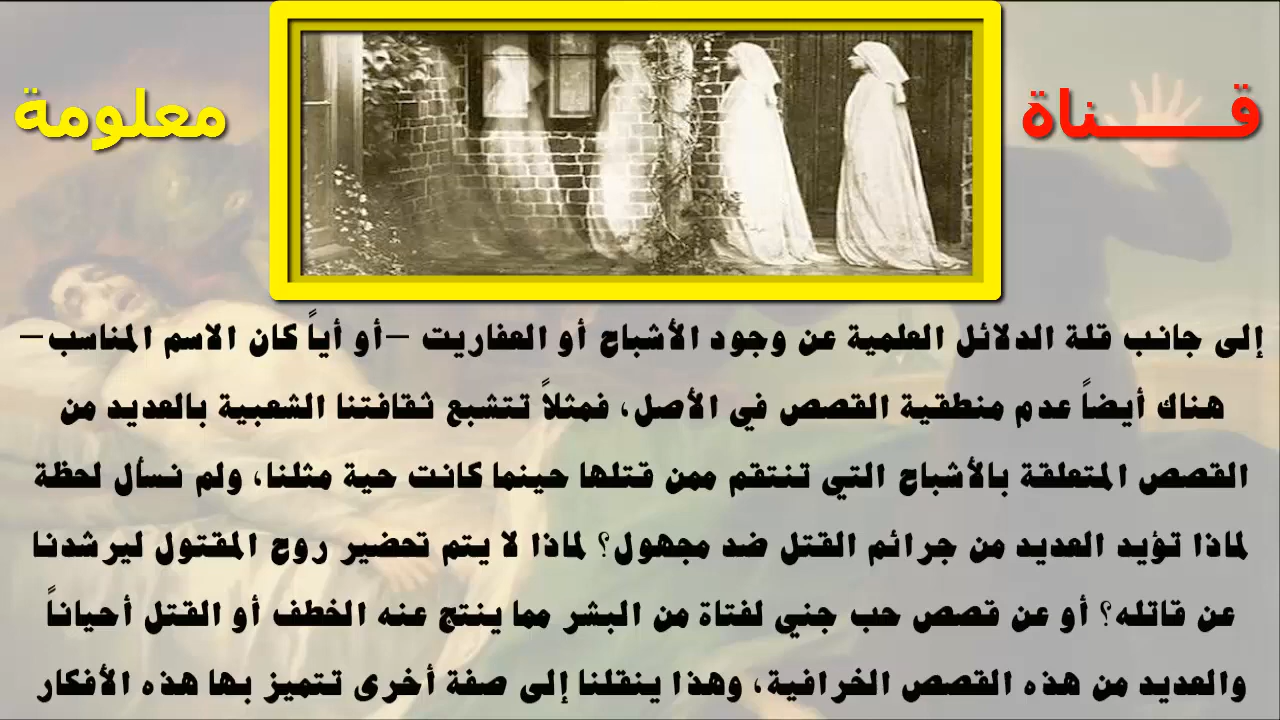 قـــــناة
معلومة
إلى جانب قلة الدلائل العلمية عن وجود الأشباح أو العفاريت -أو أياً كان الاسم المناسب-
هناك أيضاً عدم منطقية القصص في الأصل، فمثلاً تتشبع ثقافتنا الشعبية بالعديد من
القصص المتعلقة بالأشباح التي تنتقم ممن قتلها حينما كانت حية مثلنا، ولم نسأل لحظة
لماذا تؤيد العديد من جرائم القتل ضد مجهول؟ لماذا لا يتم تحضير روح المقتول ليرشدنا
عن قاتله؟ أو عن قصص حب جني لفتاة من البشر مما ينتج عنه الخطف أو القتل أحياناً
والعديد من هذه القصص الخرافية، وهذا ينقلنا إلى صفة أخرى تتميز بها هذه الأفكار